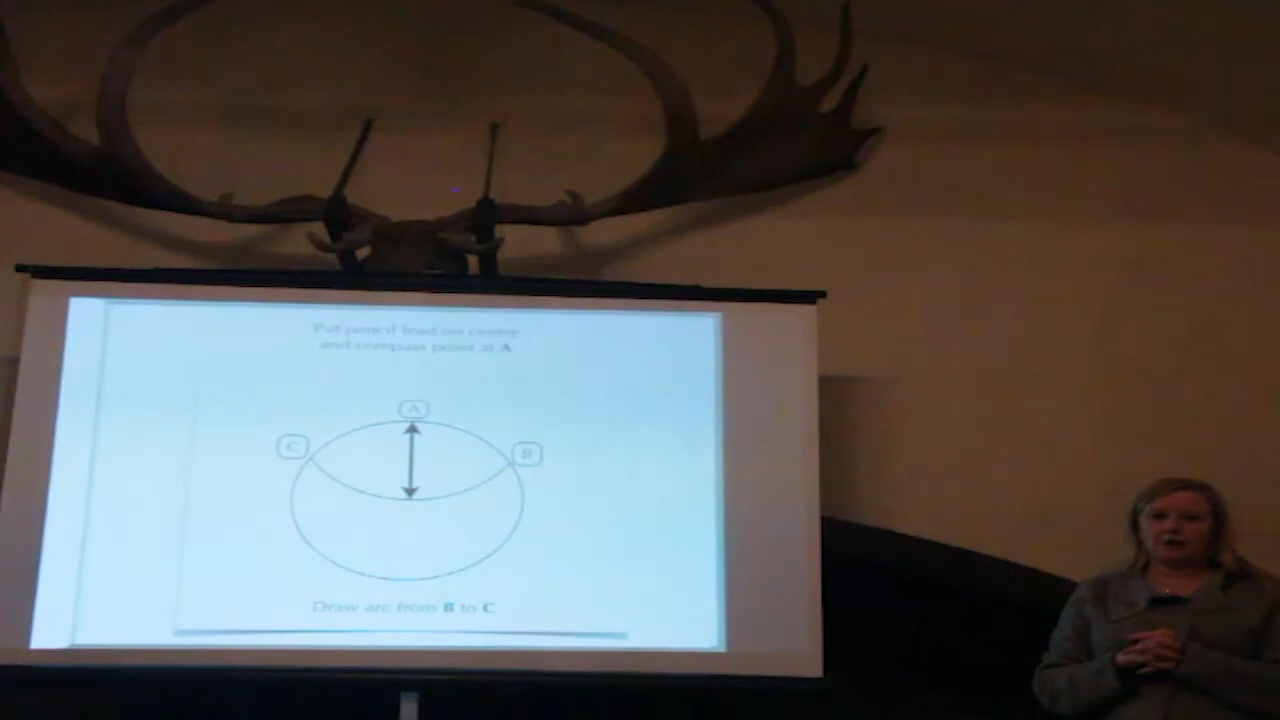 Put pencil lead on centre
and compass point at A
A
C
B
Draw arc from B to C